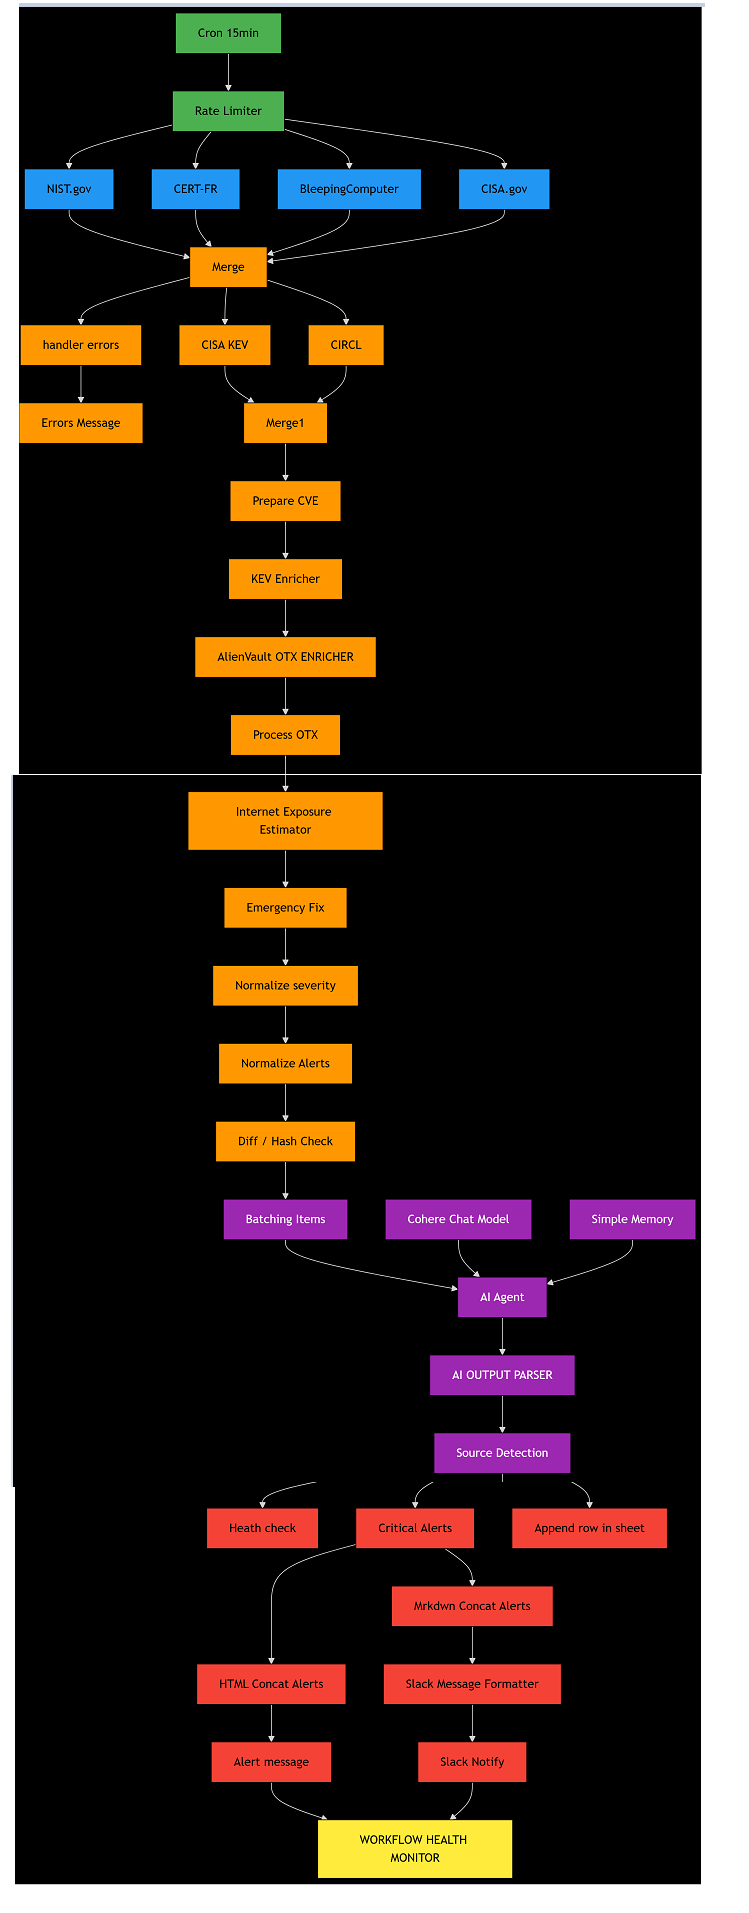 Cron 15min
Rate Limiter
NIST.gov
CERT-FR
BleepingComputer
CISA.gov
Merge
handler errors
CISA KEV
CIRCL
Errors Message
Merge1
Prepare CVE
KEV Enricher
AlienVault OTX ENRICHER
Process OTX
Internet Exposure
Estimator
Emergency Fix
Normalize severity
Normalize Alerts
Diff / Hash Check
Batching Items
Cohere Chat Model
Simple Memory
AI Agent
AI OUTPUT PARSER
Source Detection
Heath check
Critical Alerts
Append row in sheet
Mrkdwn Concat Alerts
HTML Concat Alerts
Slack Message Formatter
Alert message
Slack Notify
WORKFLOW HEALTH
MONITOR